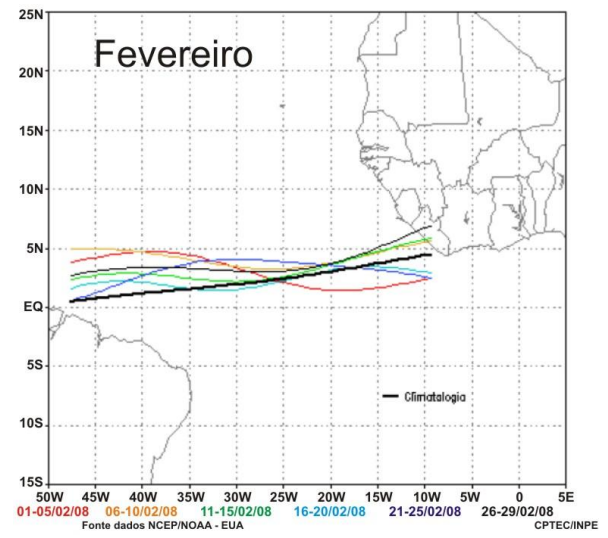 25N
Fevereiro
20N
15N
10N
5N
EQ
5S
Climatalogia
10S
15S
50W 45W 40W 35W 30W 25W 20W 15W 10W 5W 0 5E
01-05/02/08 06-10/02/08 11-15/02/08 16-20/02/08 21-25/02/08 26-29/02/08
Fonte dados NCEP/NOAA - EUA CPTEC/INPE